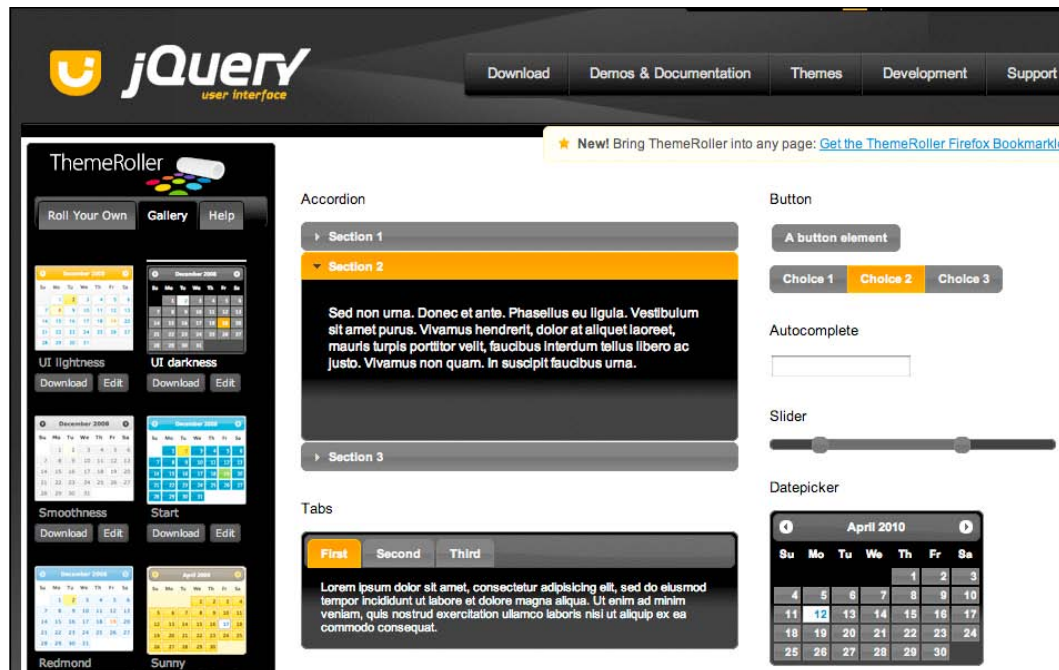 jQuery
user interface
Download
Demos & Documentation
Themes
Development
Support
New! Bring ThemeRoller into any page: Get the ThemeRoller Firefox Bookmarkl
ThemeRoller
Roll Your Own
Gallery
Help
UI lightness
UI darkness
Download
Edit
Download
Edit
Smoothness
Start
Download
Edit
Download
Edit
Redmond
Sunny
Accordion
Section 1
Section 2
Sed non urna. Donec et ante. Phasellus eu ligula. Vestibulum
sit amet purus. Vivamus hendrerit, dolor at aliquet laoreet,
mauris turpis porttitor velit, faucibus interdum tellus libero ac
justo. Vivamus non quam. In suscipit faucibus urna.
Section 3
Tabs
First
Second
Third
Lorem ipsum dolor sit amet, consectetur adipisicing elit, sed do eiusmod
tempor incididunt ut labore et dolore magna aliqua. Ut enim ad minim
veniam, quis nostrud exercitation ullamco laboris nisi ut aliquip ex ea
commodo consequat.
Button
A button element
Choice 1
Choice 2
Choice 3
Autocomplete
Slider
Datepicker
April 2010
Su Mo Tu We Th Fr Sa
1 2 3
4 5 6 7 8 9 10
11 12 13 14 15 16 17
18 19 20 21 22 23 24
25 26 27 28 29 30